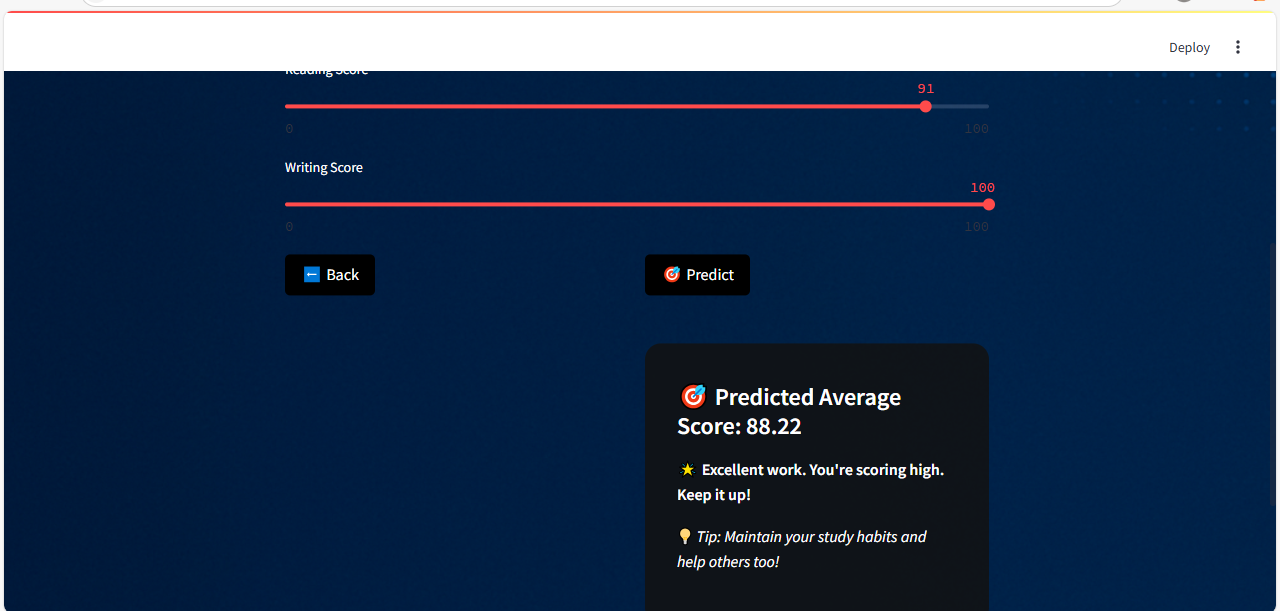 Deploy
Reading Score
91
0
100
Writing Score
100
0
100
Back
Predict
Predicted Average
Score: 88.22
Excellent work. You're scoring high.
Keep it up!
Tip: Maintain your study habits and
help others too!